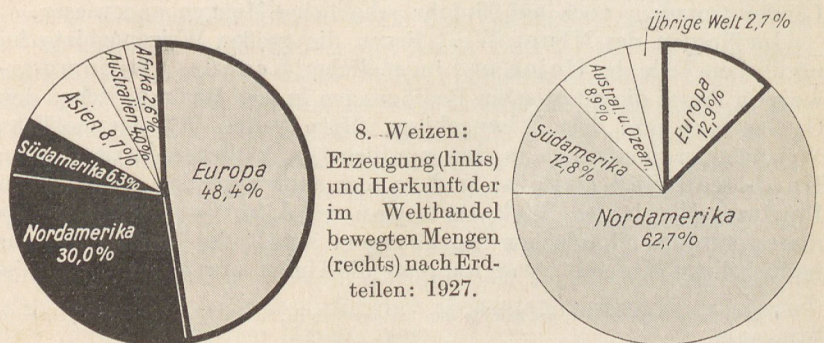 Afrika 2,6%
Australien 4,0%
Asien 8,7%
Südamerika 6,3%
Nordamerika
30,0%
Europa
48,4%
8. Weizen:
Erzeugung (links)
und Herkunft der
im Welthandel
bewegten Mengen
(rechts) nach Erd-
teilen: 1927.
Übrige Welt 2,7%
Austral. u. Ozean.
8,9%
Südamerika
12,8%
Europa
12,9%
Nordamerika
62,7%